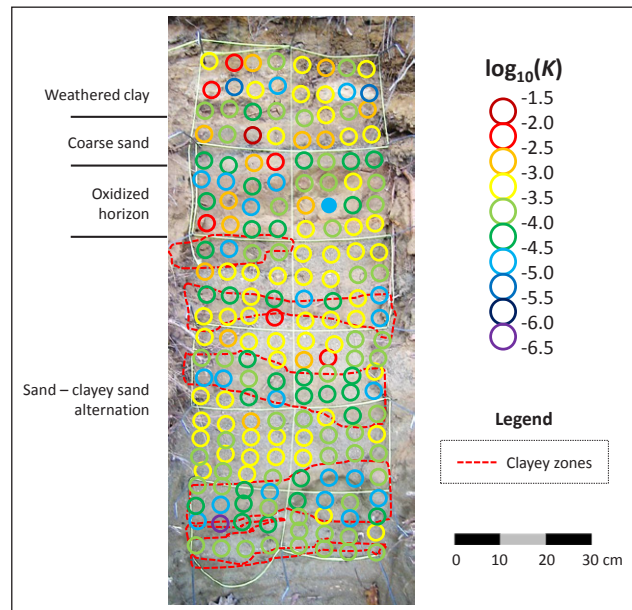 Weathered clay
Coarse sand
Oxidized
horizon
Sand – clayey sand
alternation
log10(K)
-1.5
-2.0
-2.5
-3.0
-3.5
-4.0
-4.5
-5.0
-5.5
-6.0
-6.5
Legend
Clayey zones
0 10 20 30 cm